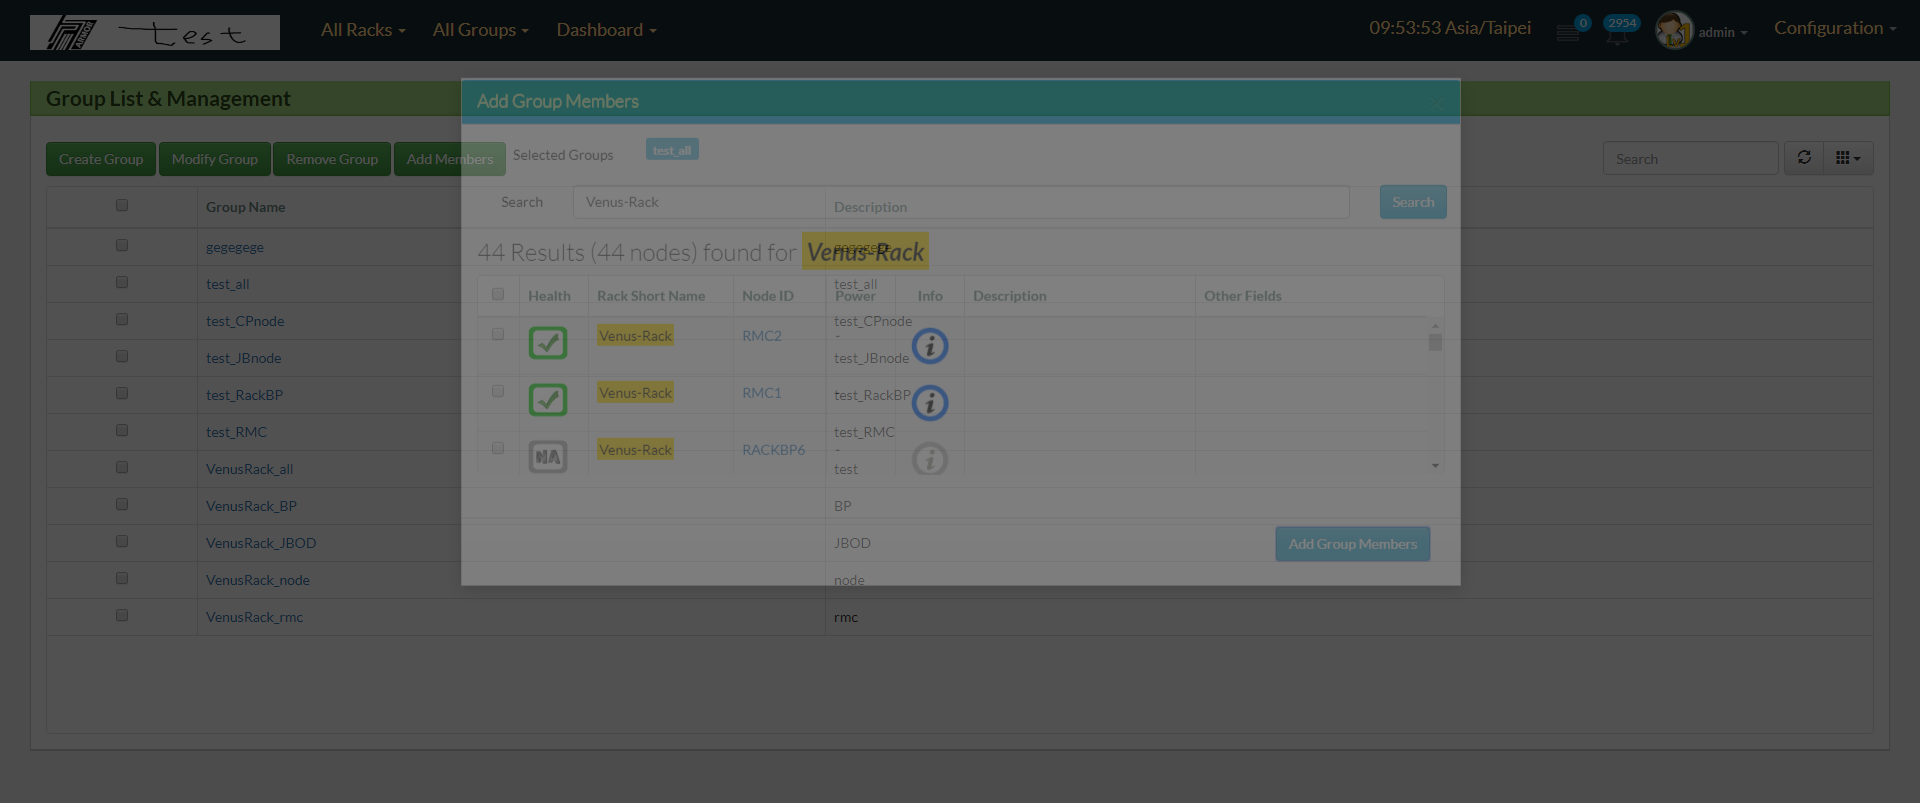 ARMOR test All Racks All Groups Dashboard 09:53:53 Asia/Taipei 0 2954 admin Configuration
Group List & Management
Create Group Modify Group Remove Group Add Members Search
Group Name Description
gegegege gegegege
test_all test_all
test_CPnode test_CPnode
test_JBnode test_JBnode
test_RackBP test_RackBP
test_RMC test_RMC
VenusRack_all test
VenusRack_BP BP
VenusRack_JBOD JBOD
VenusRack_node node
VenusRack_rmc rmc
Add Group Members
Selected Groups test_all
Search Venus-Rack Search
44 Results (44 nodes) found for Venus-Rack
Health Rack Short Name Node ID Power Info Description Other Fields
Venus-Rack RMC2 - i
Venus-Rack RMC1 - i
NA Venus-Rack RACKBP6 - i
Add Group Members